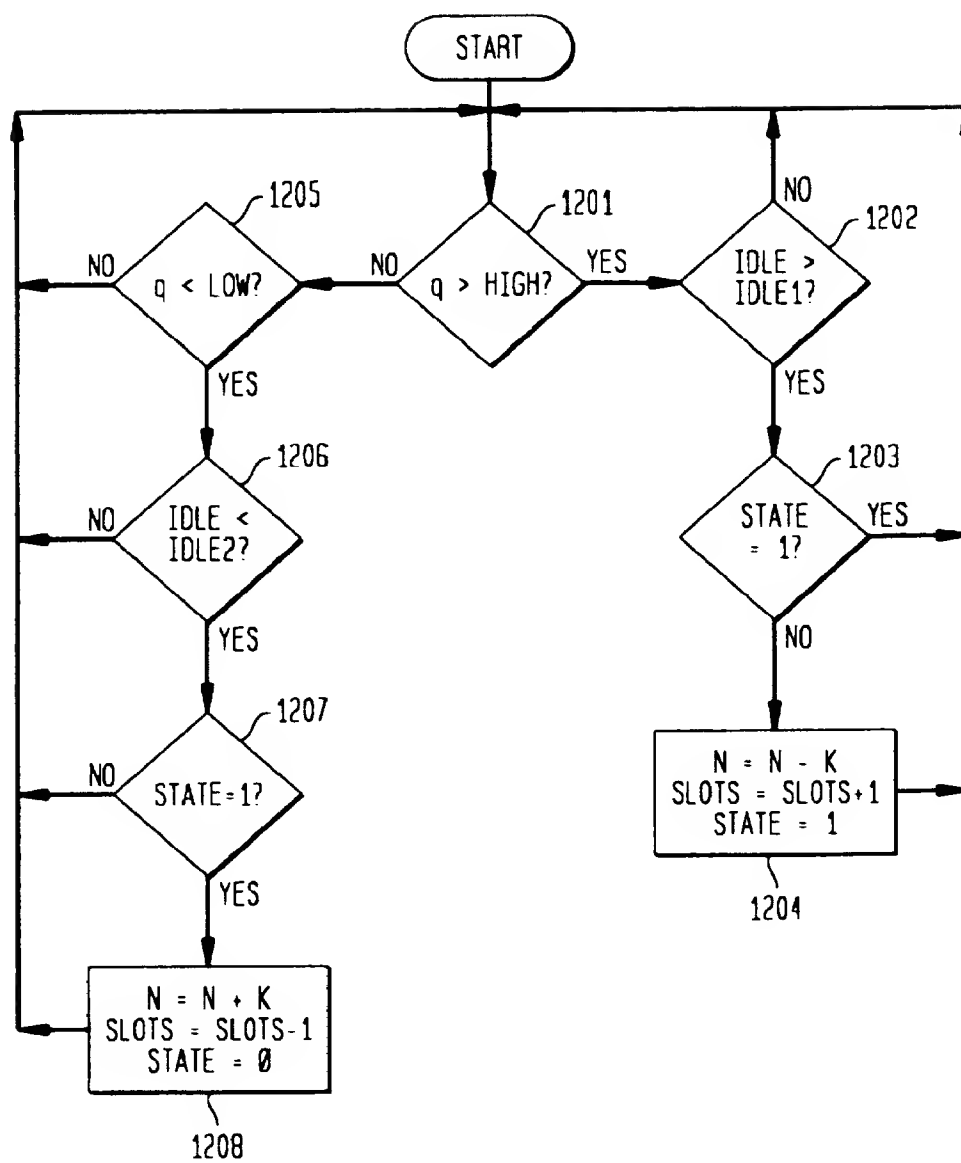 START
1205
1201
1202
NO
q < LOW?
NO
q > HIGH?
YES
IDLE >
IDLE1?
NO
YES
YES
1206
1203
NO
IDLE <
IDLE2?
STATE
= 1?
YES
YES
NO
1207
NO
STATE=1?
N = N - K
SLOTS = SLOTS+1
STATE = 1
YES
1204
N = N + K
SLOTS = SLOTS-1
STATE = Ø
1208